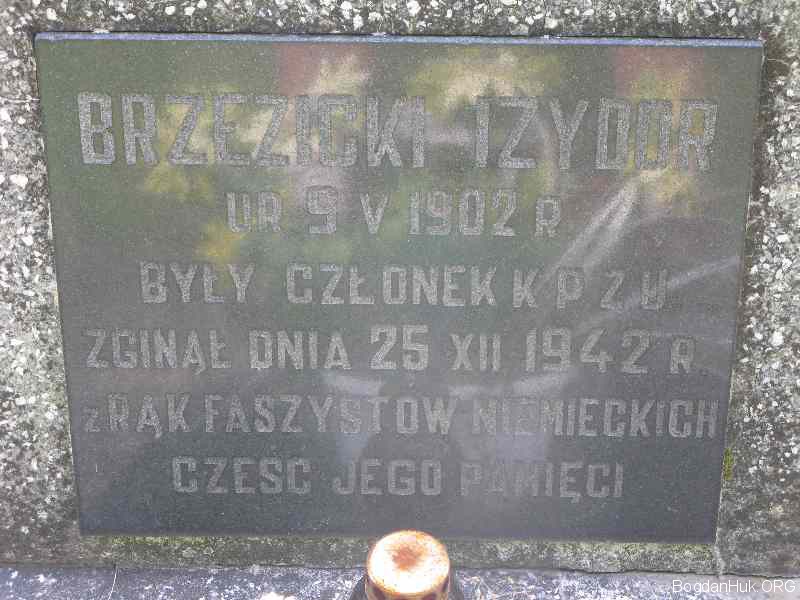 BRZEZICKI IZYDOR
UR 9 V 1902 R
BYŁY CZŁONEK K P Z U
ZGINĄŁ DNIA 25 XII 1942 R.
z RĄK FASZYSTOW NIEMIECKICH
CZEŚĆ JEGO PAMIĘCI
BogdanHuk.ORG